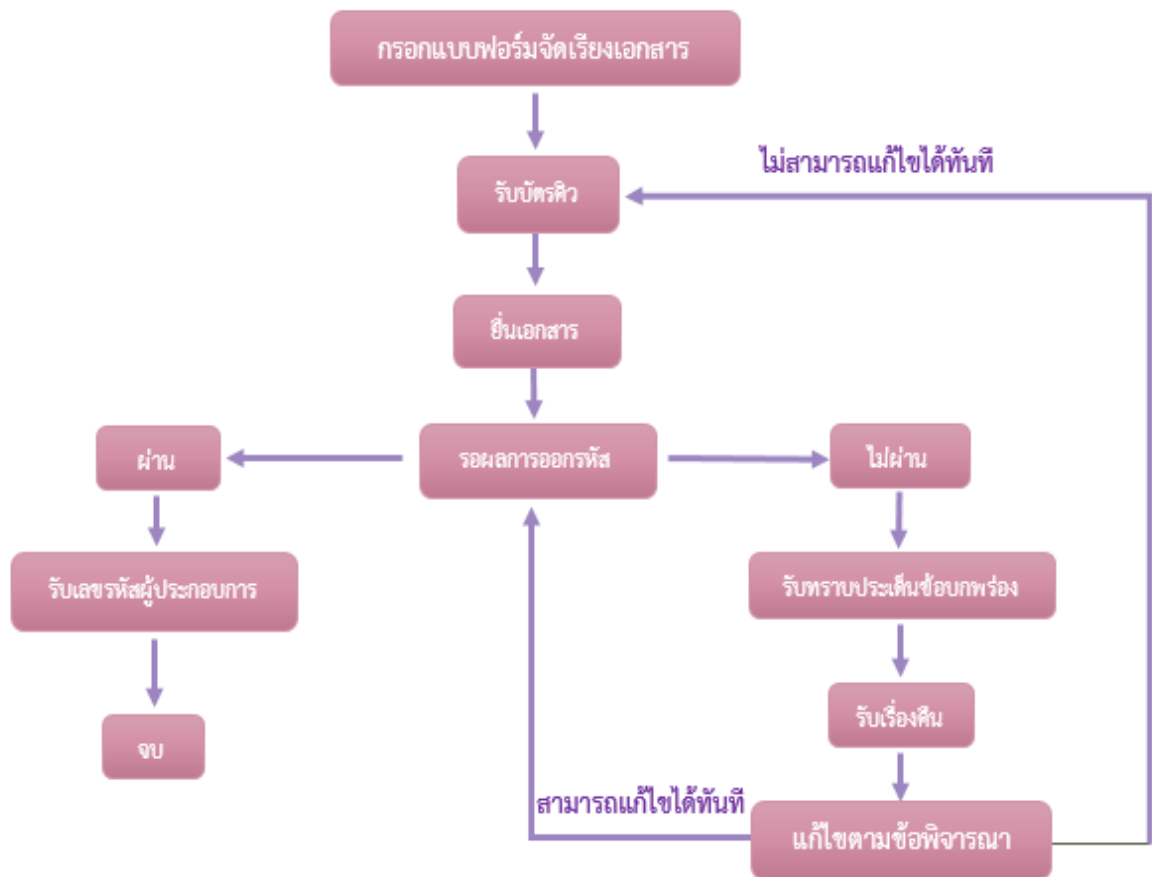 กรอกแบบฟอร์มจัดเรียงเอกสาร
ไม่สามารถแก้ไขได้ทันที
รับบัตรคิว
ยื่นเอกสาร
ผ่าน
รอผลการออกรหัส
ไม่ผ่าน
รับเลขรหัสผู้ประกอบการ
รับทราบประเด็นข้อบกพร่อง
รับเรื่องคืน
จบ
สามารถแก้ไขได้ทันที
แก้ไขตามข้อพิจารณา